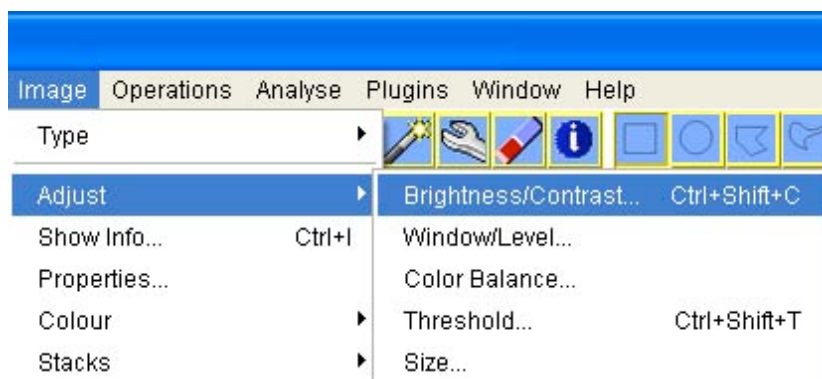 Image Operations Analyse Plugins Window Help
Type
Adjust Brightness/Contrast... Ctrl+Shift+C
Show Info... Ctrl+I Window/Level...
Properties... Color Balance...
Colour Threshold... Ctrl+Shift+T
Stacks Size...